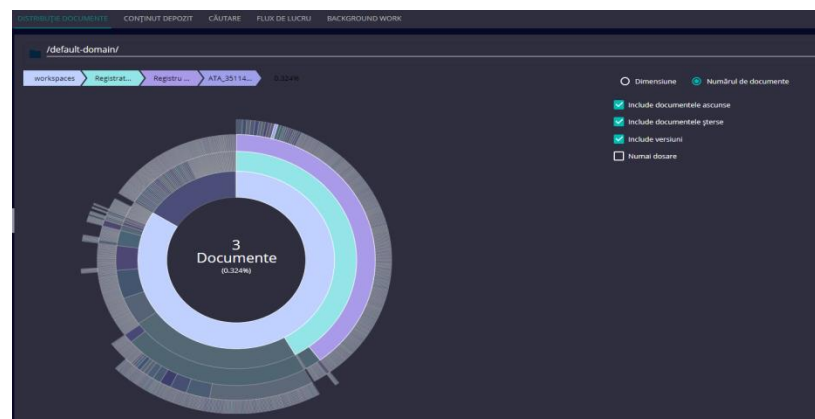 DISTRIBUȚIE DOCUMENTE CONȚINUT DEPOZIT CĂUTARE FLUX DE LUCRU BACKGROUND WORK
/default-domain/
workspaces Registrat... Registru ... ATA_35114... 0.324%
Dimensiune Numărul de documente
Include documentele ascunse
Include documentele șterse
Include versiuni
Numai dosare
3
Documente
(0.324%)